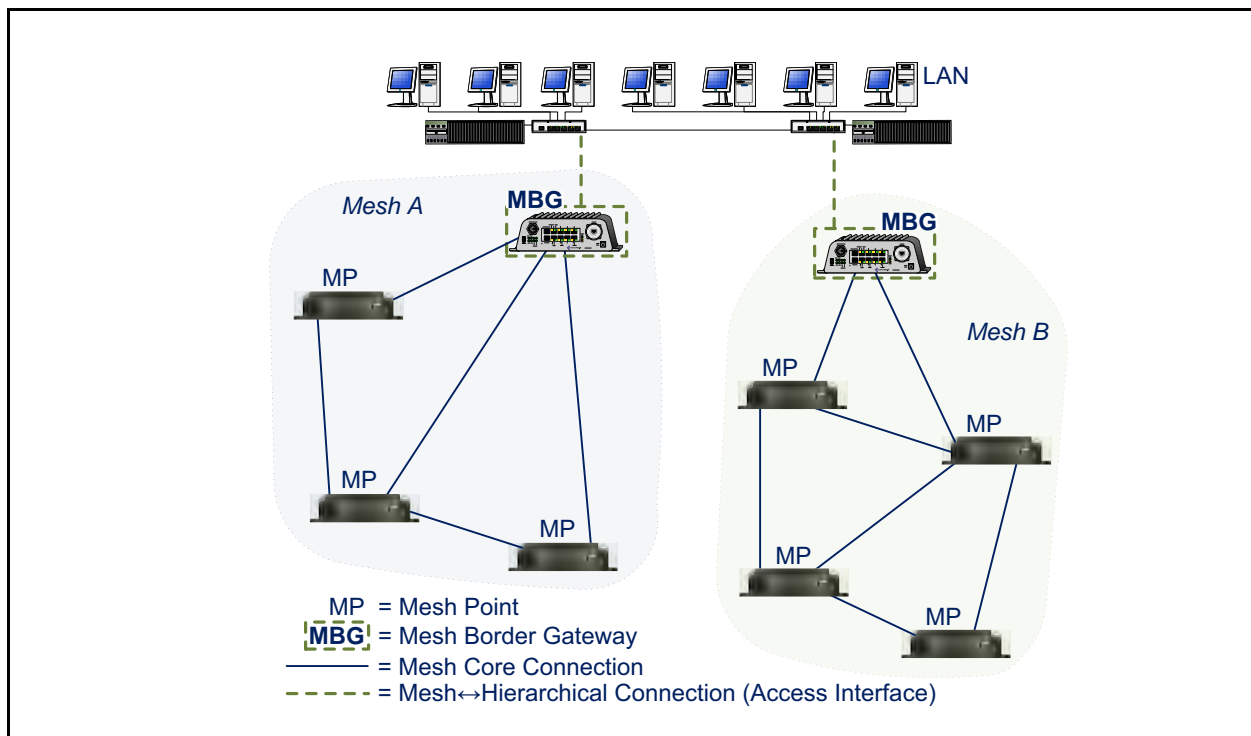 LAN
MBG
Mesh A
MBG
MP
Mesh B
MP
MP
MP
MP
MP
MP
MP = Mesh Point
MBG = Mesh Border Gateway
= Mesh Core Connection
= Mesh↔Hierarchical Connection (Access Interface)